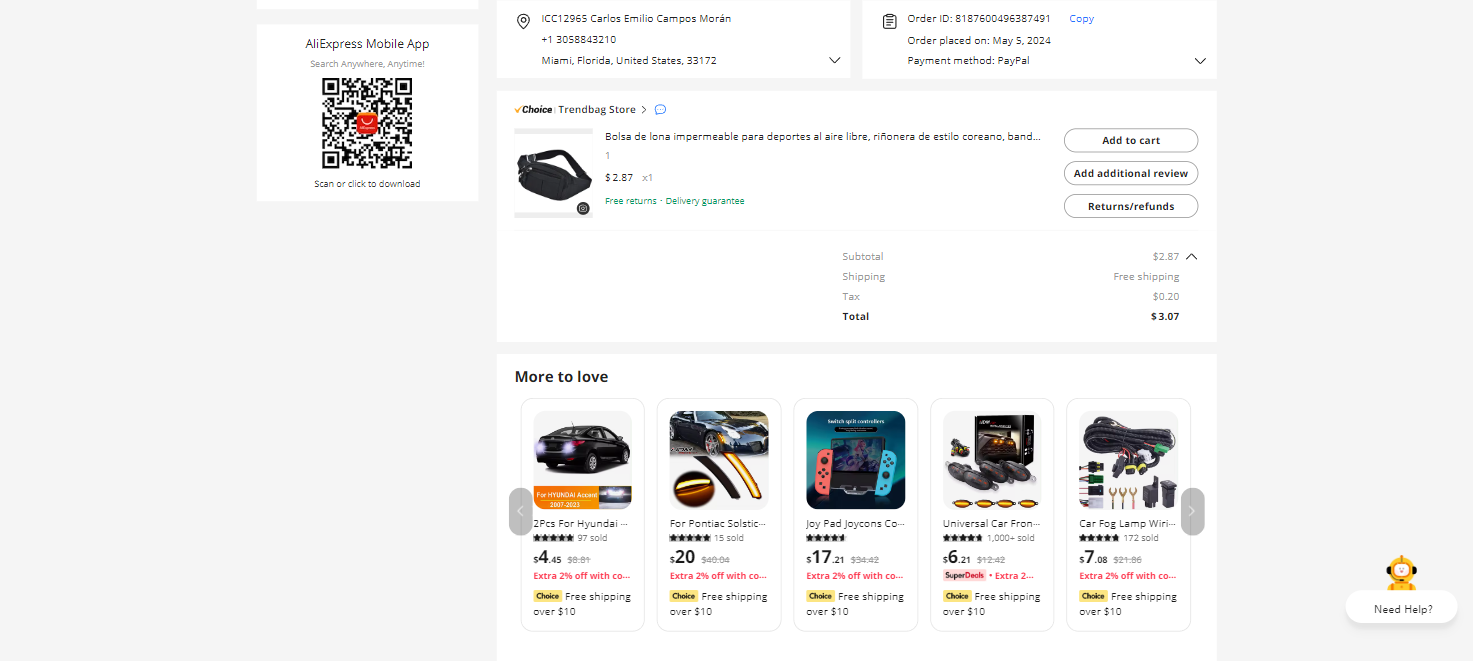 AliExpress Mobile App
Search Anywhere, Anytime!
AliExpress
Scan or click to download
ICC12965 Carlos Emilio Campos Morán
+1 3058843210
Miami, Florida, United States, 33172
Order ID: 8187600496387491 Copy
Order placed on: May 5, 2024
Payment method: PayPal
Choice Trendbag Store
Bolsa de lona impermeable para deportes al aire libre, riñonera de estilo coreano, band...
1
$2.87 x1
Free returns · Delivery guarantee
Add to cart
Add additional review
Returns/refunds
Subtotal $2.87
Shipping Free shipping
Tax $0.20
Total $3.07
More to love
For HYUNDAI Accent
2007-2023
2Pcs For Hyundai ...
97 sold
$4.45 $8.81
Extra 2% off with co...
Choice Free shipping
over $10
For Pontiac Solstic...
15 sold
$20 $40.04
Extra 2% off with co...
Choice Free shipping
over $10
Switch split controllers
Joy Pad Joycons Co...
$17.21 $34.42
Extra 2% off with co...
Choice Free shipping
over $10
Universal Car Fron...
1,000+ sold
$6.21 $12.42
SuperDeals • Extra 2...
Choice Free shipping
over $10
Car Fog Lamp Wiri...
172 sold
$7.08 $21.86
Extra 2% off with co...
Choice Free shipping
over $10
Need Help?